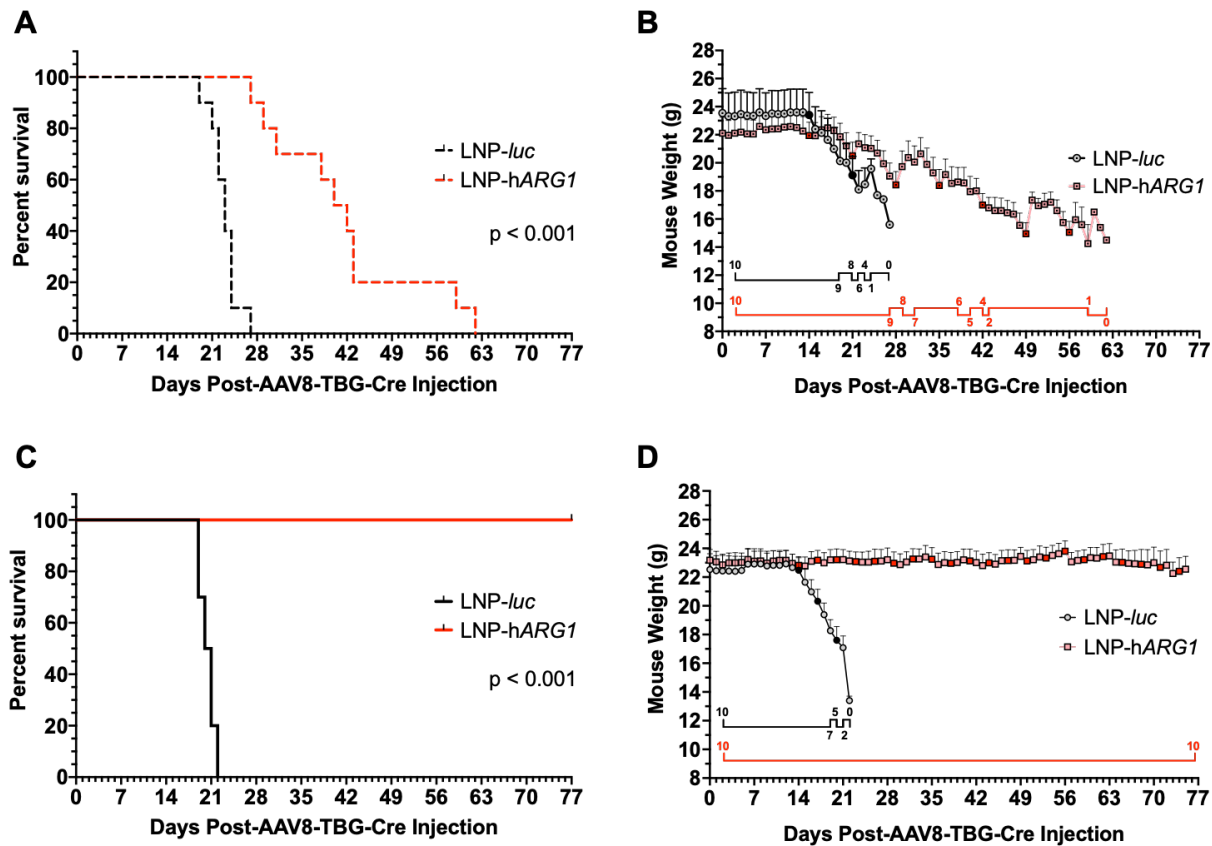 A
Percent survival
100
80
60
40
20
0
LNP-luc
LNP-hARG1
p < 0.001
0 7 14 21 28 35 42 49 56 63 70 77
Days Post-AAV8-TBG-Cre Injection
B
Mouse Weight (g)
28
26
24
22
20
18
16
14
12
10
8
LNP-luc
LNP-hARG1
10 8 4 0
9 6 1
10 8 6 4 1
9 7 5 2 0
0 7 14 21 28 35 42 49 56 63 70 77
Days Post-AAV8-TBG-Cre Injection
C
Percent survival
100
80
60
40
20
0
LNP-luc
LNP-hARG1
p < 0.001
0 7 14 21 28 35 42 49 56 63 70 77
Days Post-AAV8-TBG-Cre Injection
D
Mouse Weight (g)
28
26
24
22
20
18
16
14
12
10
8
LNP-luc
LNP-hARG1
10 5 0
7 2
10 10
0 7 14 21 28 35 42 49 56 63 70 77
Days Post-AAV8-TBG-Cre Injection